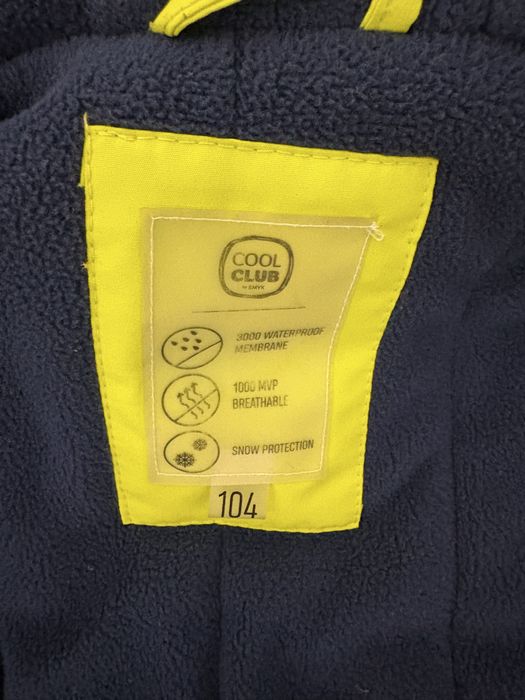 COOL
CLUB
by SMYK
3000 WATERPROOF
MEMBRANE
1000 MVP
BREATHABLE
SNOW PROTECTION
104